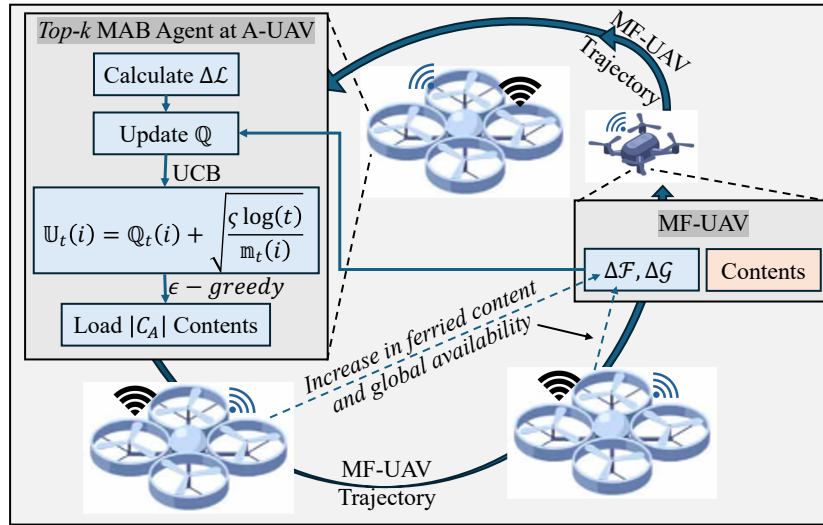 Top-k MAB Agent at A-UAV
Calculate Δℒ
Update ℚ
UCB
𝕌ₜ(i) = ℚₜ(i) + √(ς log(t) / 𝕞ₜ(i))
ϵ − greedy
Load |C_A| Contents
MF-UAV
Trajectory
MF-UAV
Δℱ, Δ𝒢
Contents
Increase in ferried content
and global availability
MF-UAV
Trajectory